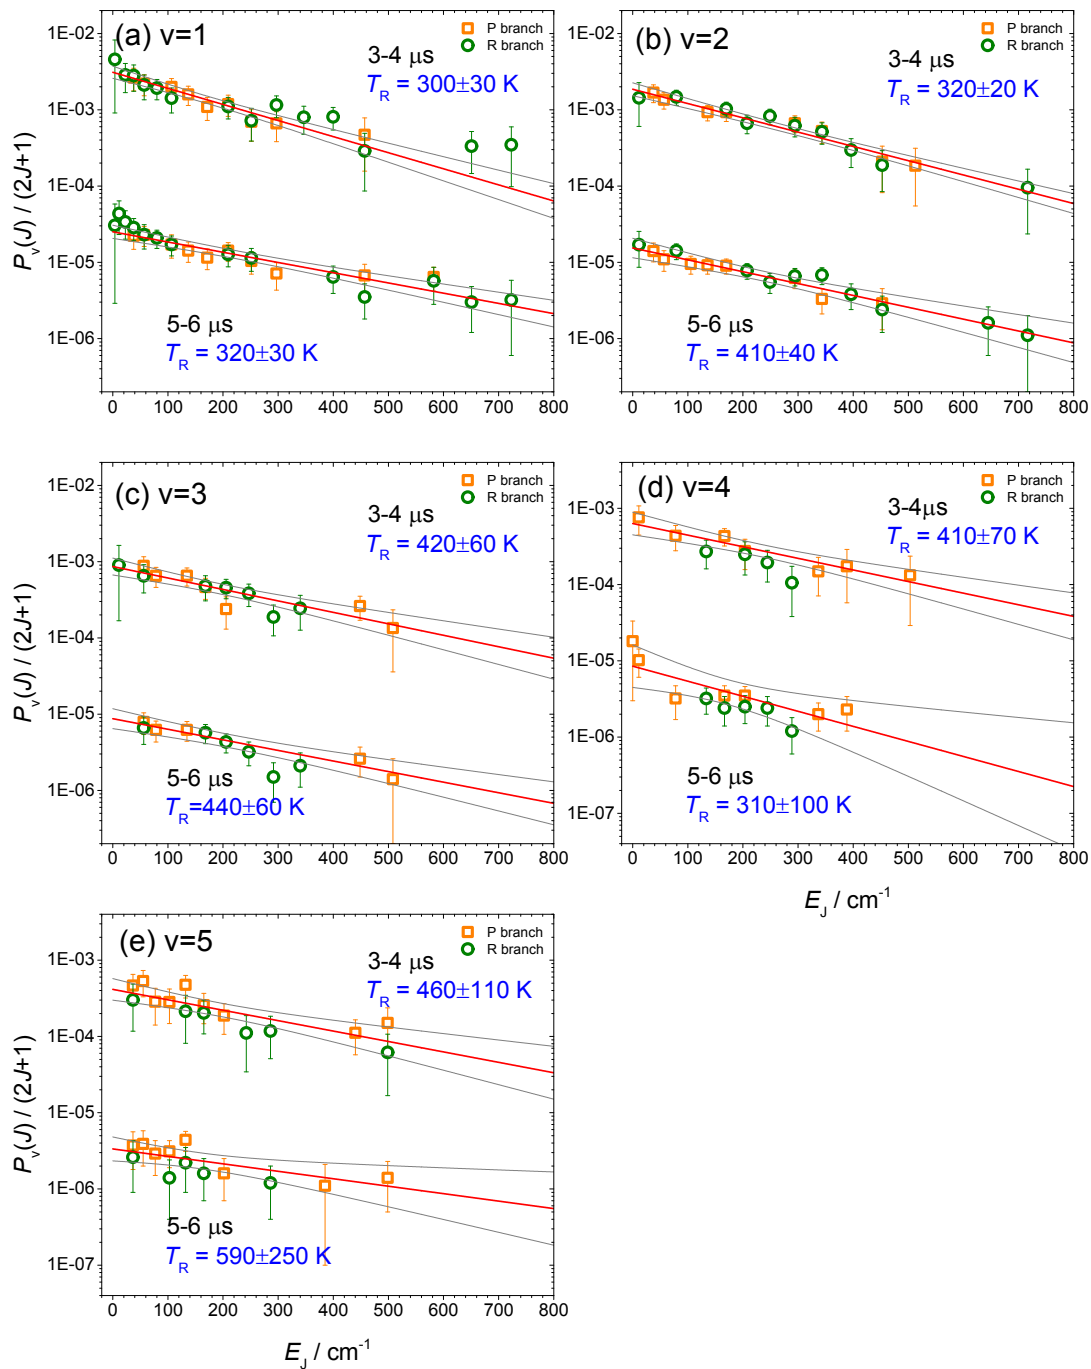 (a) v=1
P branch
R branch
3-4 μs
T_R = 300±30 K
5-6 μs
T_R = 320±30 K
1E-02
1E-03
1E-04
1E-05
1E-06
P_v(J) / (2J+1)
0 100 200 300 400 500 600 700 800
(b) v=2
P branch
R branch
3-4 μs
T_R = 320±20 K
5-6 μs
T_R = 410±40 K
1E-02
1E-03
1E-04
1E-05
1E-06
0 100 200 300 400 500 600 700 800
(c) v=3
P branch
R branch
3-4 μs
T_R = 420±60 K
5-6 μs
T_R=440±60 K
1E-02
1E-03
1E-04
1E-05
1E-06
P_v(J) / (2J+1)
0 100 200 300 400 500 600 700 800
(d) v=4
P branch
R branch
3-4μs
T_R = 410±70 K
5-6 μs
T_R = 310±100 K
1E-03
1E-04
1E-05
1E-06
1E-07
0 100 200 300 400 500 600 700 800
E_J / cm⁻¹
(e) v=5
P branch
R branch
3-4 μs
T_R = 460±110 K
5-6 μs
T_R = 590±250 K
1E-03
1E-04
1E-05
1E-06
1E-07
P_v(J) / (2J+1)
0 100 200 300 400 500 600 700 800
E_J / cm⁻¹